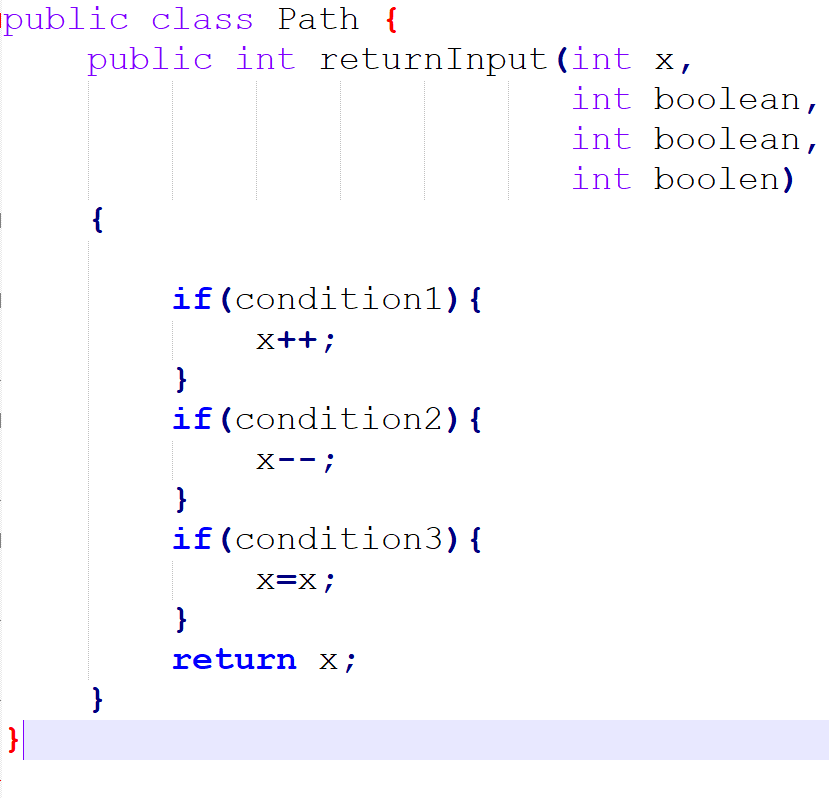 public class Path {
public int returnInput(int x,
int boolean,
int boolean,
int boolen)
{
if(condition1){
x++;
}
if(condition2){
x--;
}
if(condition3){
x=x;
}
return x;
}
}